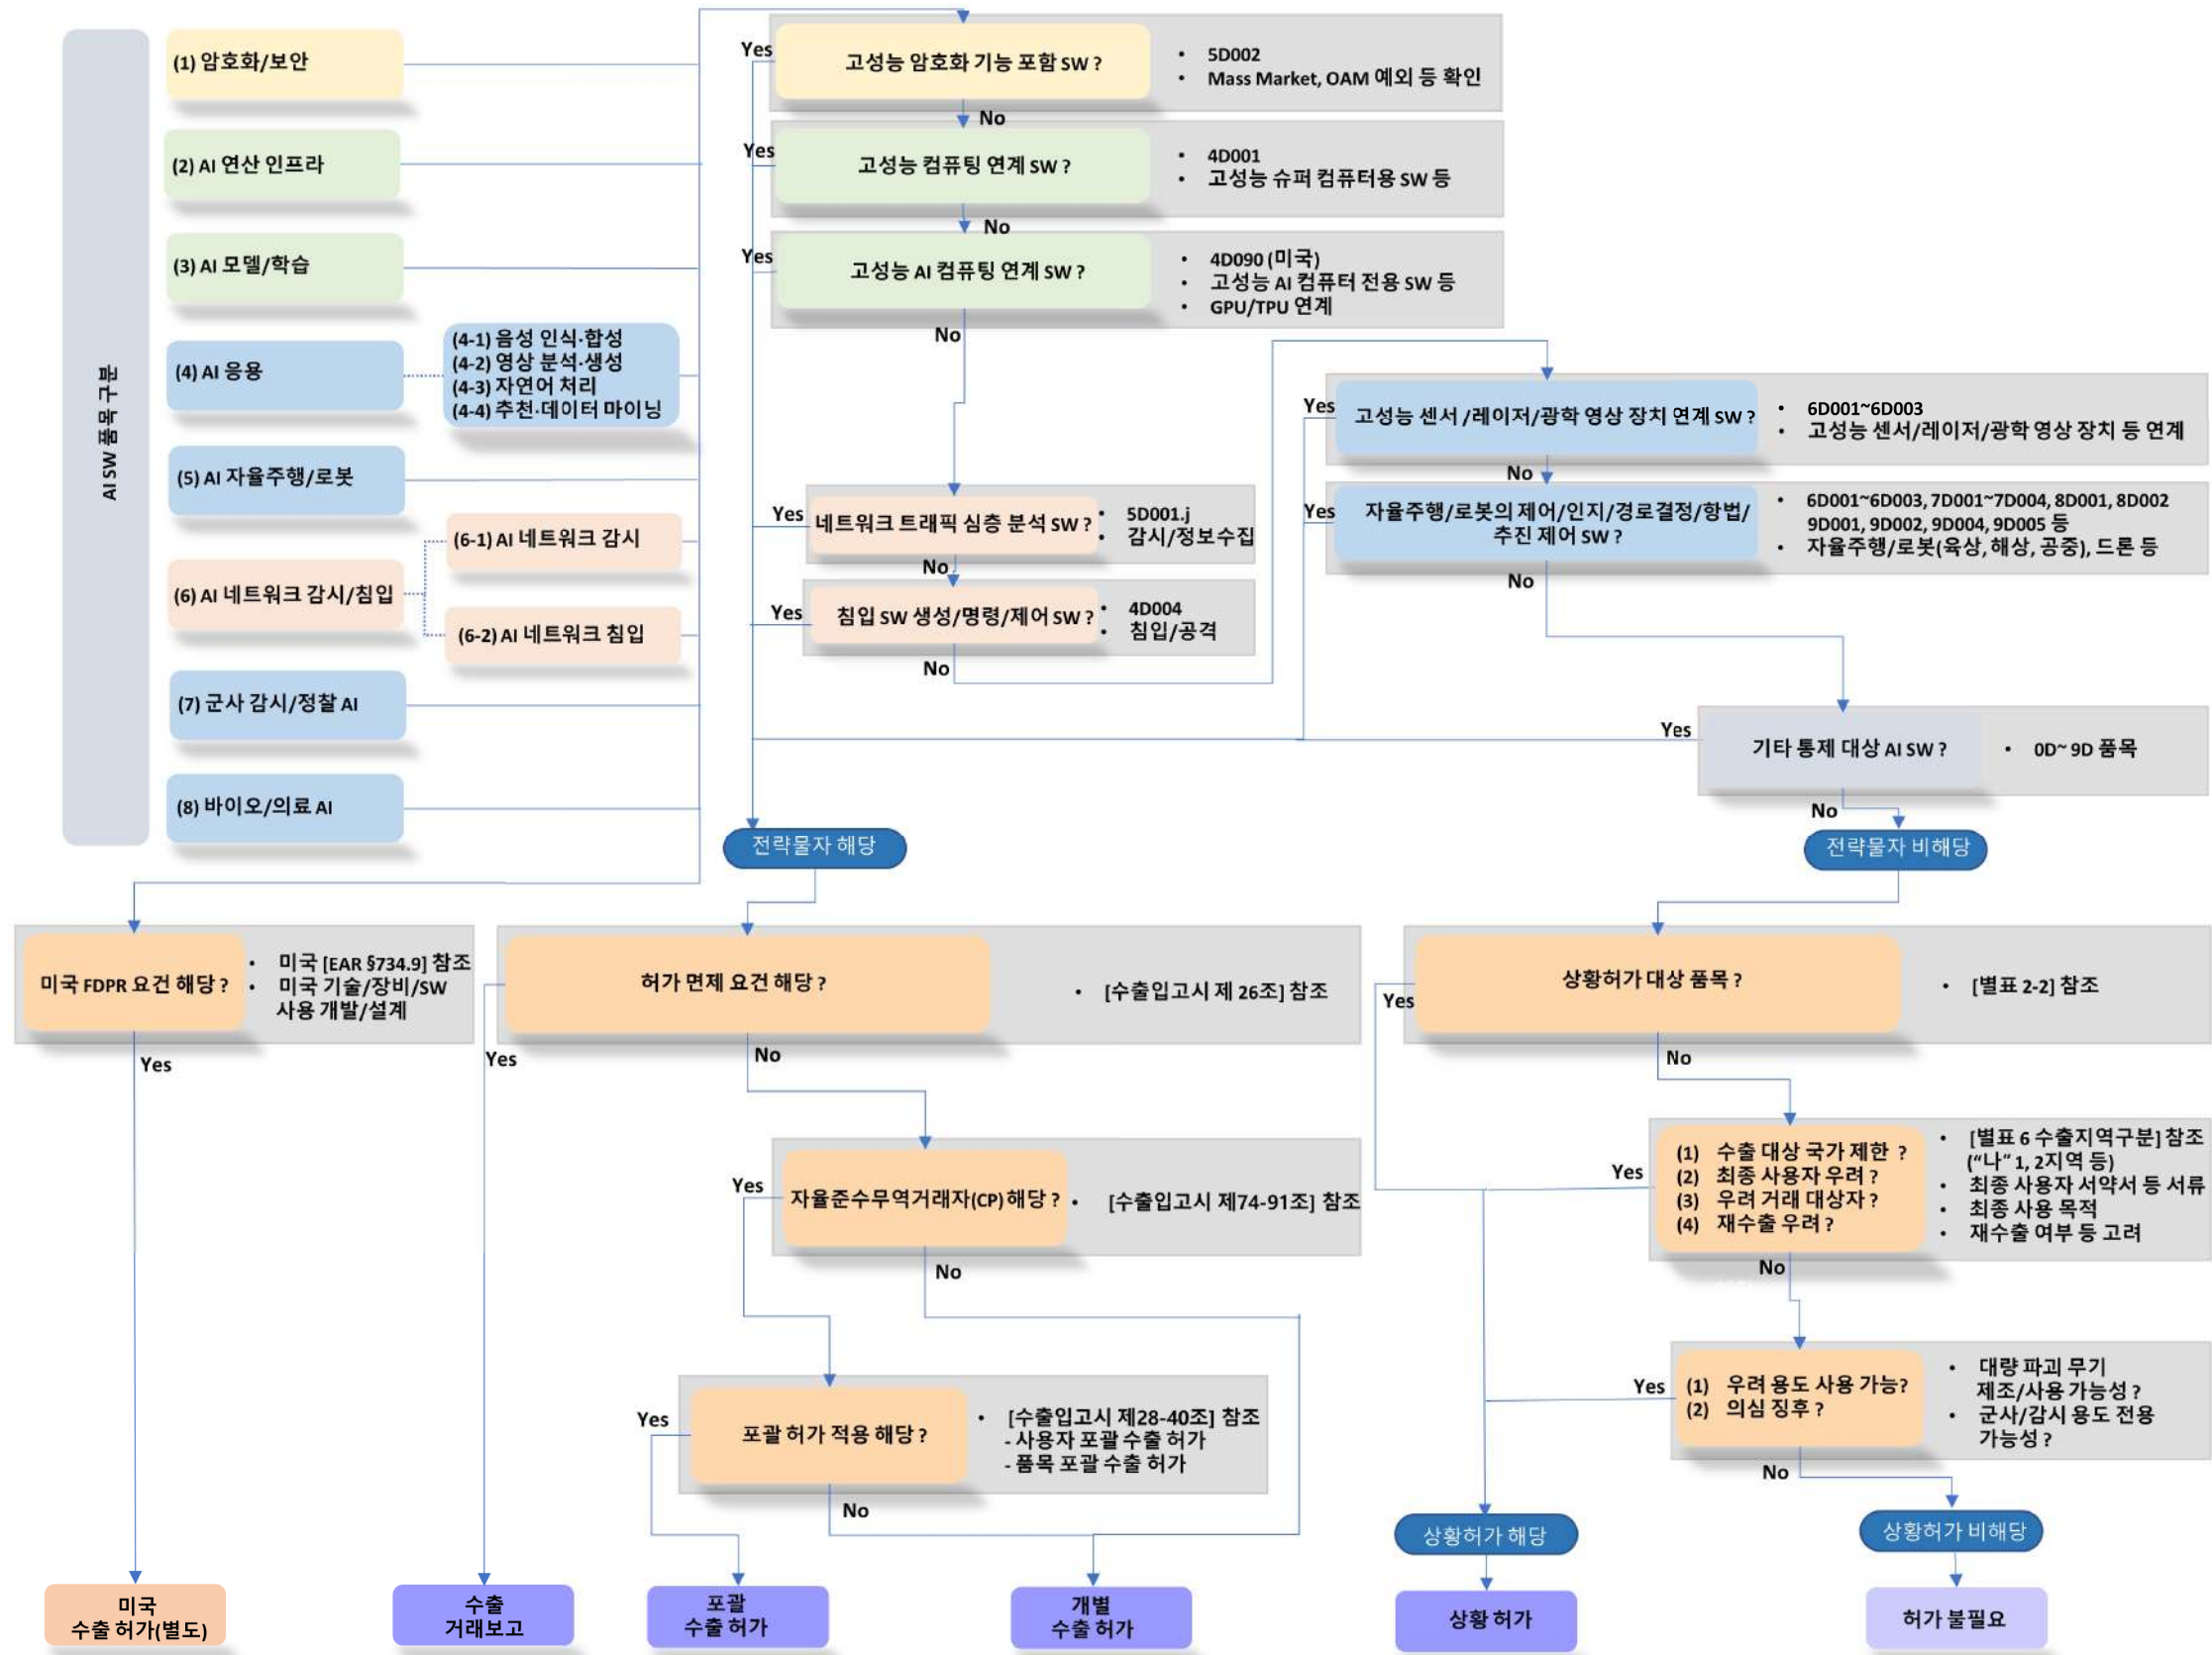 AI SW 품목 구분
(1) 암호화/보안
(2) AI 연산 인프라
(3) AI 모델/학습
(4) AI 응용
(4-1) 음성 인식·합성
(4-2) 영상 분석·생성
(4-3) 자연어 처리
(4-4) 추천·데이터 마이닝
(5) AI 자율주행/로봇
(6) AI 네트워크 감시/침입
(6-1) AI 네트워크 감시
(6-2) AI 네트워크 침입
(7) 군사 감시/정찰 AI
(8) 바이오/의료 AI
Yes
고성능 암호화 기능 포함 SW ?
• 5D002
• Mass Market, OAM 예외 등 확인
No
Yes
고성능 컴퓨팅 연계 SW ?
• 4D001
• 고성능 슈퍼 컴퓨터용 SW 등
No
Yes
고성능 AI 컴퓨팅 연계 SW ?
• 4D090 (미국)
• 고성능 AI 컴퓨터 전용 SW 등
• GPU/TPU 연계
No
Yes
네트워크 트래픽 심층 분석 SW ?
• 5D001.j
• 감시/정보수집
No
Yes
침입 SW 생성/명령/제어 SW ?
• 4D004
• 침입/공격
No
Yes
고성능 센서 /레이저/광학 영상 장치 연계 SW ?
• 6D001~6D003
• 고성능 센서/레이저/광학 영상 장치 등 연계
No
Yes
자율주행/로봇의 제어/인지/경로결정/항법/
추진 제어 SW ?
• 6D001~6D003, 7D001~7D004, 8D001, 8D002
9D001, 9D002, 9D004, 9D005 등
• 자율주행/로봇(육상, 해상, 공중), 드론 등
No
Yes
기타 통제 대상 AI SW ?
• 0D~ 9D 품목
No
전략물자 해당
전략물자 비해당
미국 FDPR 요건 해당 ?
• 미국 [EAR §734.9] 참조
• 미국 기술/장비/SW
사용 개발/설계
Yes
허가 면제 요건 해당 ?
• [수출입고시 제 26조] 참조
Yes
No
상황허가 대상 품목 ?
• [별표 2-2] 참조
Yes
No
Yes
자율준수무역거래자(CP) 해당 ?
• [수출입고시 제74-91조] 참조
No
Yes
(1) 수출 대상 국가 제한 ?
(2) 최종 사용자 우려 ?
(3) 우려 거래 대상자 ?
(4) 재수출 우려 ?
• [별표 6 수출지역구분] 참조
(“나” 1, 2지역 등)
• 최종 사용자 서약서 등 서류
• 최종 사용 목적
• 재수출 여부 등 고려
No
Yes
포괄 허가 적용 해당 ?
• [수출입고시 제28-40조] 참조
- 사용자 포괄 수출 허가
- 품목 포괄 수출 허가
No
Yes
(1) 우려 용도 사용 가능?
(2) 의심 징후 ?
• 대량 파괴 무기
제조/사용 가능성 ?
• 군사/감시 용도 전용
가능성 ?
No
상황허가 해당
상황허가 비해당
미국
수출 허가(별도)
수출
거래보고
포괄
수출 허가
개별
수출 허가
상황 허가
허가 불필요